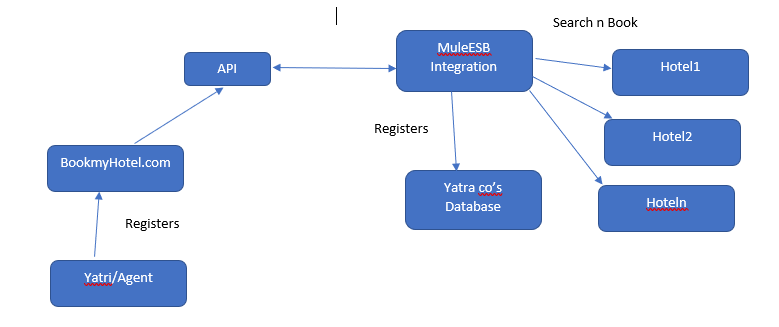 Search n Book
MuleESB
Integration
API
Hotel1
Registers
Hotel2
BookmyHotel.com
Yatra co's
Database
Hoteln
Registers
Yatri/Agent